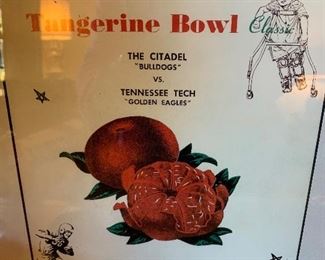 Tangerine Bowl Classic
THE CITADEL
"BULLDOGS"
VS.
TENNESSEE TECH
"GOLDEN EAGLES"